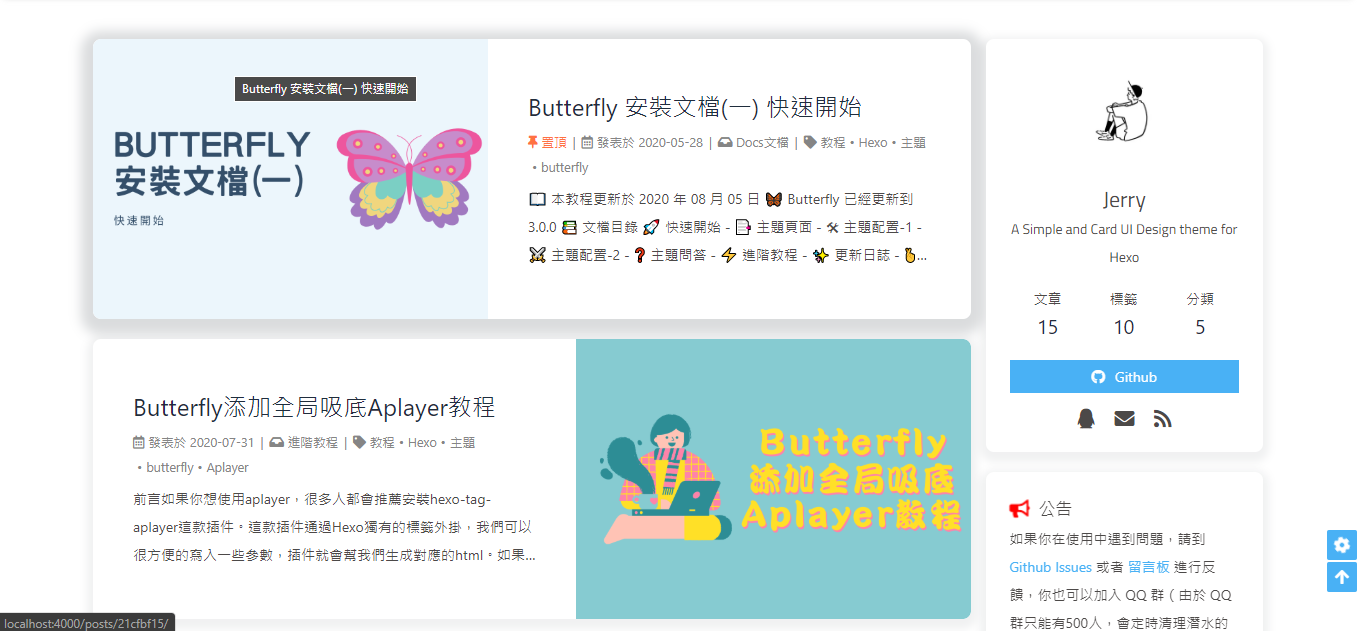 Butterfly 安裝文檔(一) 快速開始
BUTTERFLY
安裝文檔(一)
快速開始
Butterfly 安裝文檔(一) 快速開始
置頂 | 發表於 2020-05-28 | Docs文檔 | 教程 • Hexo • 主題
• butterfly
📖 本教程更新於 2020 年 08 月 05 日 🦋 Butterfly 已經更新到
3.0.0 📚 文檔目錄 🚀 快速開始 - 📑 主題頁面 - 🛠 主題配置-1 -
⚔️ 主題配置-2 - ❓ 主題問答 - ⚡️ 進階教程 - ✨ 更新日誌 - 🫰...
Butterfly添加全局吸底Aplayer教程
發表於 2020-07-31 | 進階教程 | 教程 • Hexo • 主題
• butterfly • Aplayer
前言如果你想使用aplayer，很多人都會推薦安裝hexo-tag-
aplayer這款插件。這款插件通過Hexo獨有的標籤外掛，我們可以
很方便的寫入一些參數，插件就會幫我們生成對應的html。如果...
Butterfly
添加全局吸底
Aplayer教程
Jerry
A Simple and Card UI Design theme for
Hexo
文章 標籤 分類
15 10 5
Github
公告
如果你在使用中遇到問題，請到
Github Issues 或者 留言板 進行反
饋，你也可以加入 QQ 群（由於 QQ
群只能有500人，會定時清理潛水的
localhost:4000/posts/21cfbf15/